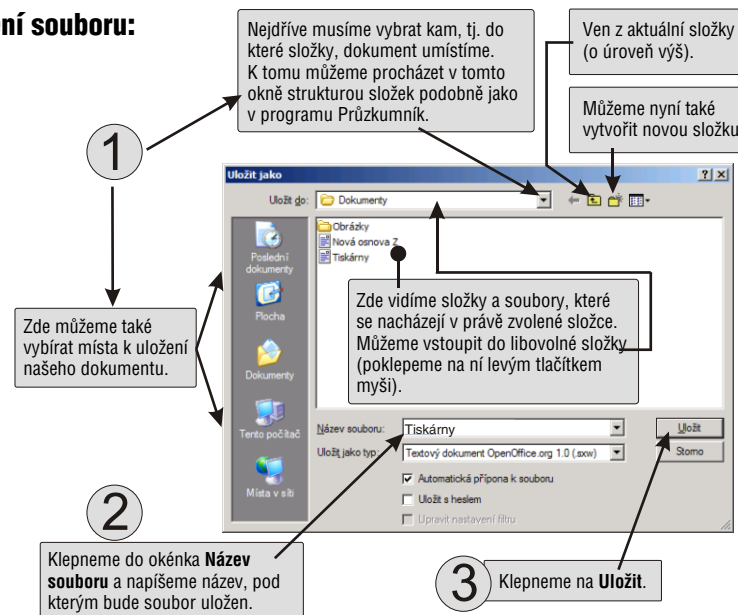 ní souboru:
Nejdříve musíme vybrat kam, tj. do
které složky, dokument umístíme.
K tomu můžeme procházet v tomto
okně strukturou složek podobně jako
v programu Průzkumník.
Ven z aktuální složky
(o úroveň výš).
Můžeme nyní také
vytvořit novou složku
1
Uložit jako
Uložit do:
Dokumenty
Obrázky
Nová osnova Z
Tiskárny
Poslední
dokumenty
Plocha
Dokumenty
Tento počítač
Místa v síti
Zde můžeme také
vybírat místa k uložení
našeho dokumentu.
Zde vidíme složky a soubory, které
se nacházejí v právě zvolené složce.
Můžeme vstoupit do libovolné složky
(poklepeme na ní levým tlačítkem
myši).
Název souboru:
Tiskárny
Uložit
Uložit jako typ:
Textový dokument OpenOffice.org 1.0 (.sxw)
Storno
Automatická přípona k souboru
Uložit s heslem
Upravit nastavení filtru
2
Klepneme do okénka Název
souboru a napíšeme název, pod
kterým bude soubor uložen.
3
Klepneme na Uložit.